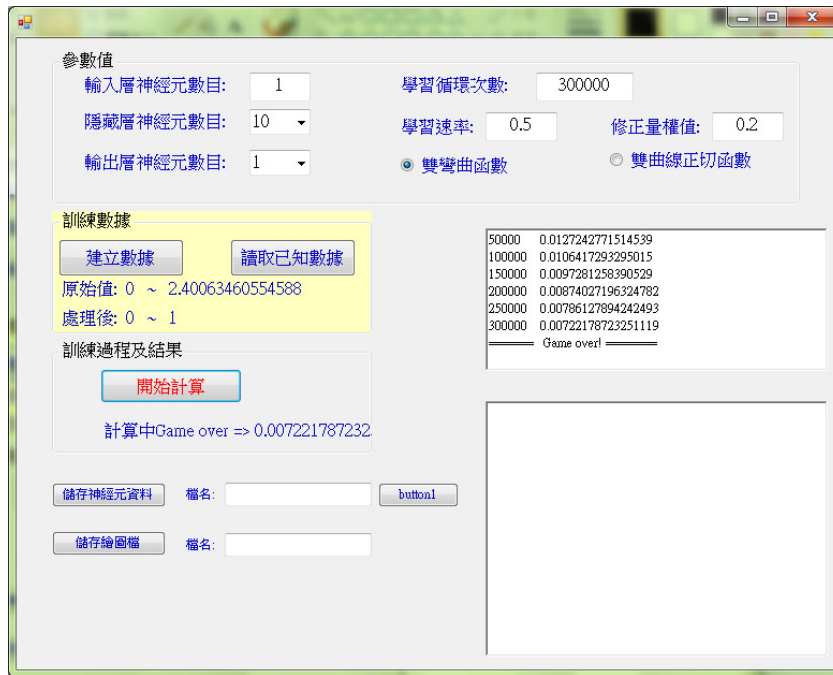 參數值
輸入層神經元數目: 1 學習循環次數: 300000
隱藏層神經元數目: 10 學習速率: 0.5 修正量權值: 0.2
輸出層神經元數目: 1 雙彎曲函數 雙曲線正切函數
訓練數據
建立數據 讀取已知數據
原始值: 0 ~ 2.40063460554588
處理後: 0 ~ 1
訓練過程及結果
開始計算
計算中Game over => 0.007221787232
50000 0.0127242771514539
100000 0.0106417293295015
150000 0.0097281258390529
200000 0.00874027196324782
250000 0.00786127894242493
300000 0.00722178723251119
====== Game over! =======
儲存神經元資料 檔名: button1
儲存繪圖檔 檔名: